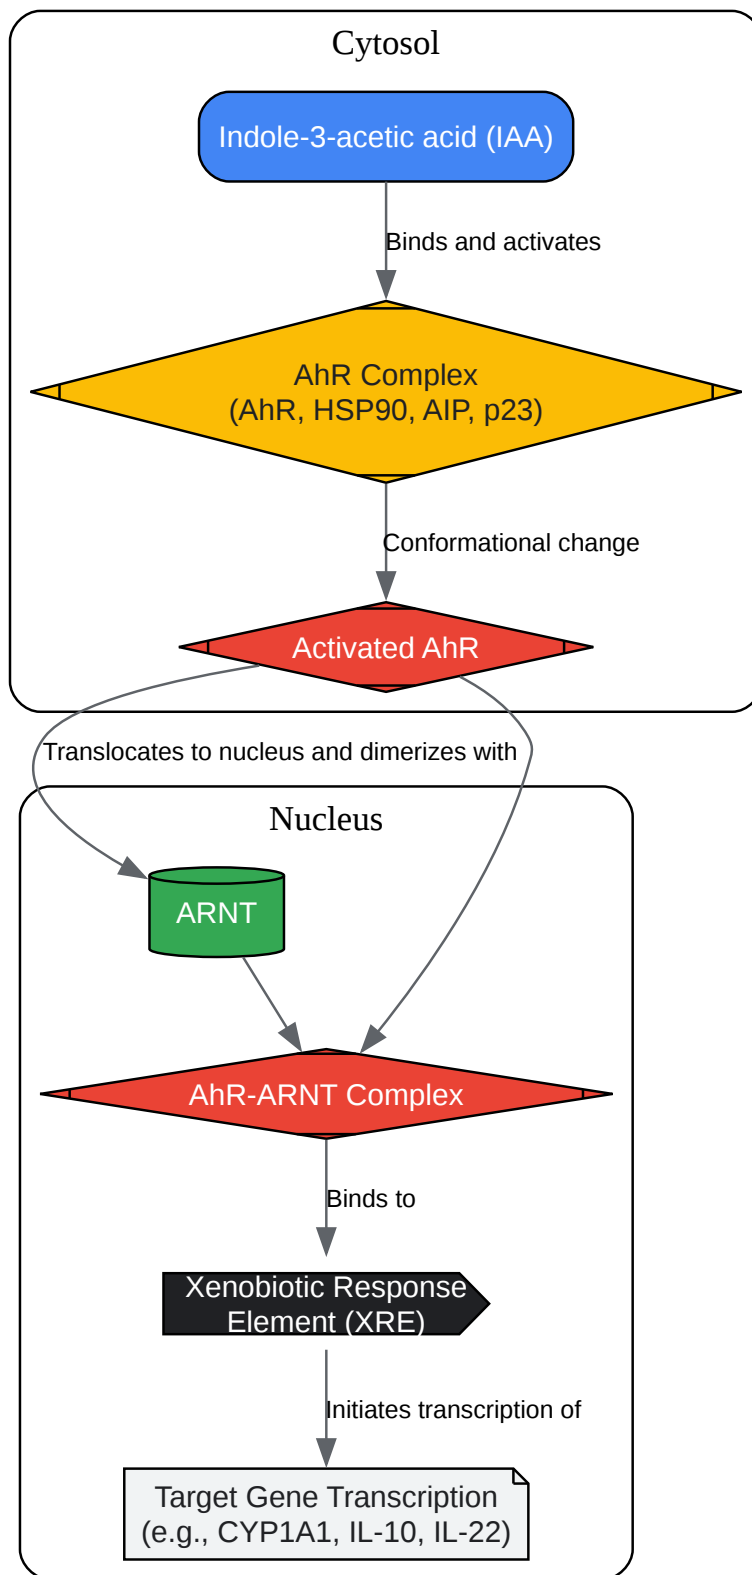 Cytosol
Indole-3-acetic acid (IAA)
Binds and activates
AhR Complex
(AhR, HSP90, AIP, p23)
Conformational change
Activated AhR
Translocates to nucleus and dimerizes with
Nucleus
ARNT
AhR-ARNT Complex
Binds to
Xenobiotic Response
Element (XRE)
Initiates transcription of
Target Gene Transcription
(e.g., CYP1A1, IL-10, IL-22)